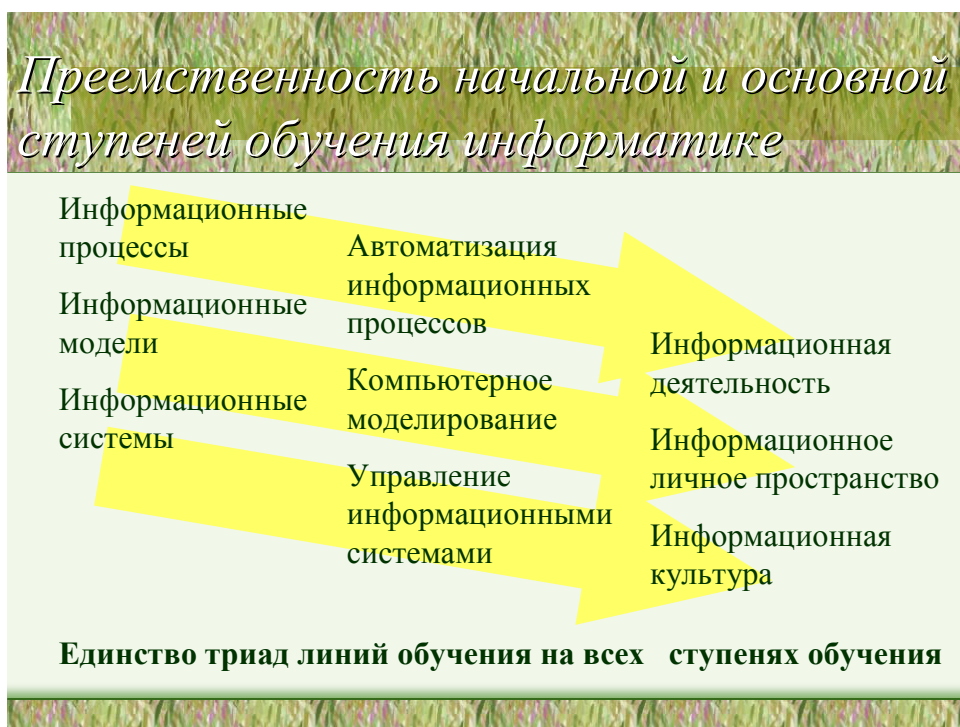 Преемственность начальной и основной
ступеней обучения информатике
Информационные
процессы
Информационные
модели
Информационные
системы
Автоматизация
информационных
процессов
Компьютерное
моделирование
Управление
информационными
системами
Информационная
деятельность
Информационное
личное пространство
Информационная
культура
Единство триад линий обучения на всех ступенях обучения